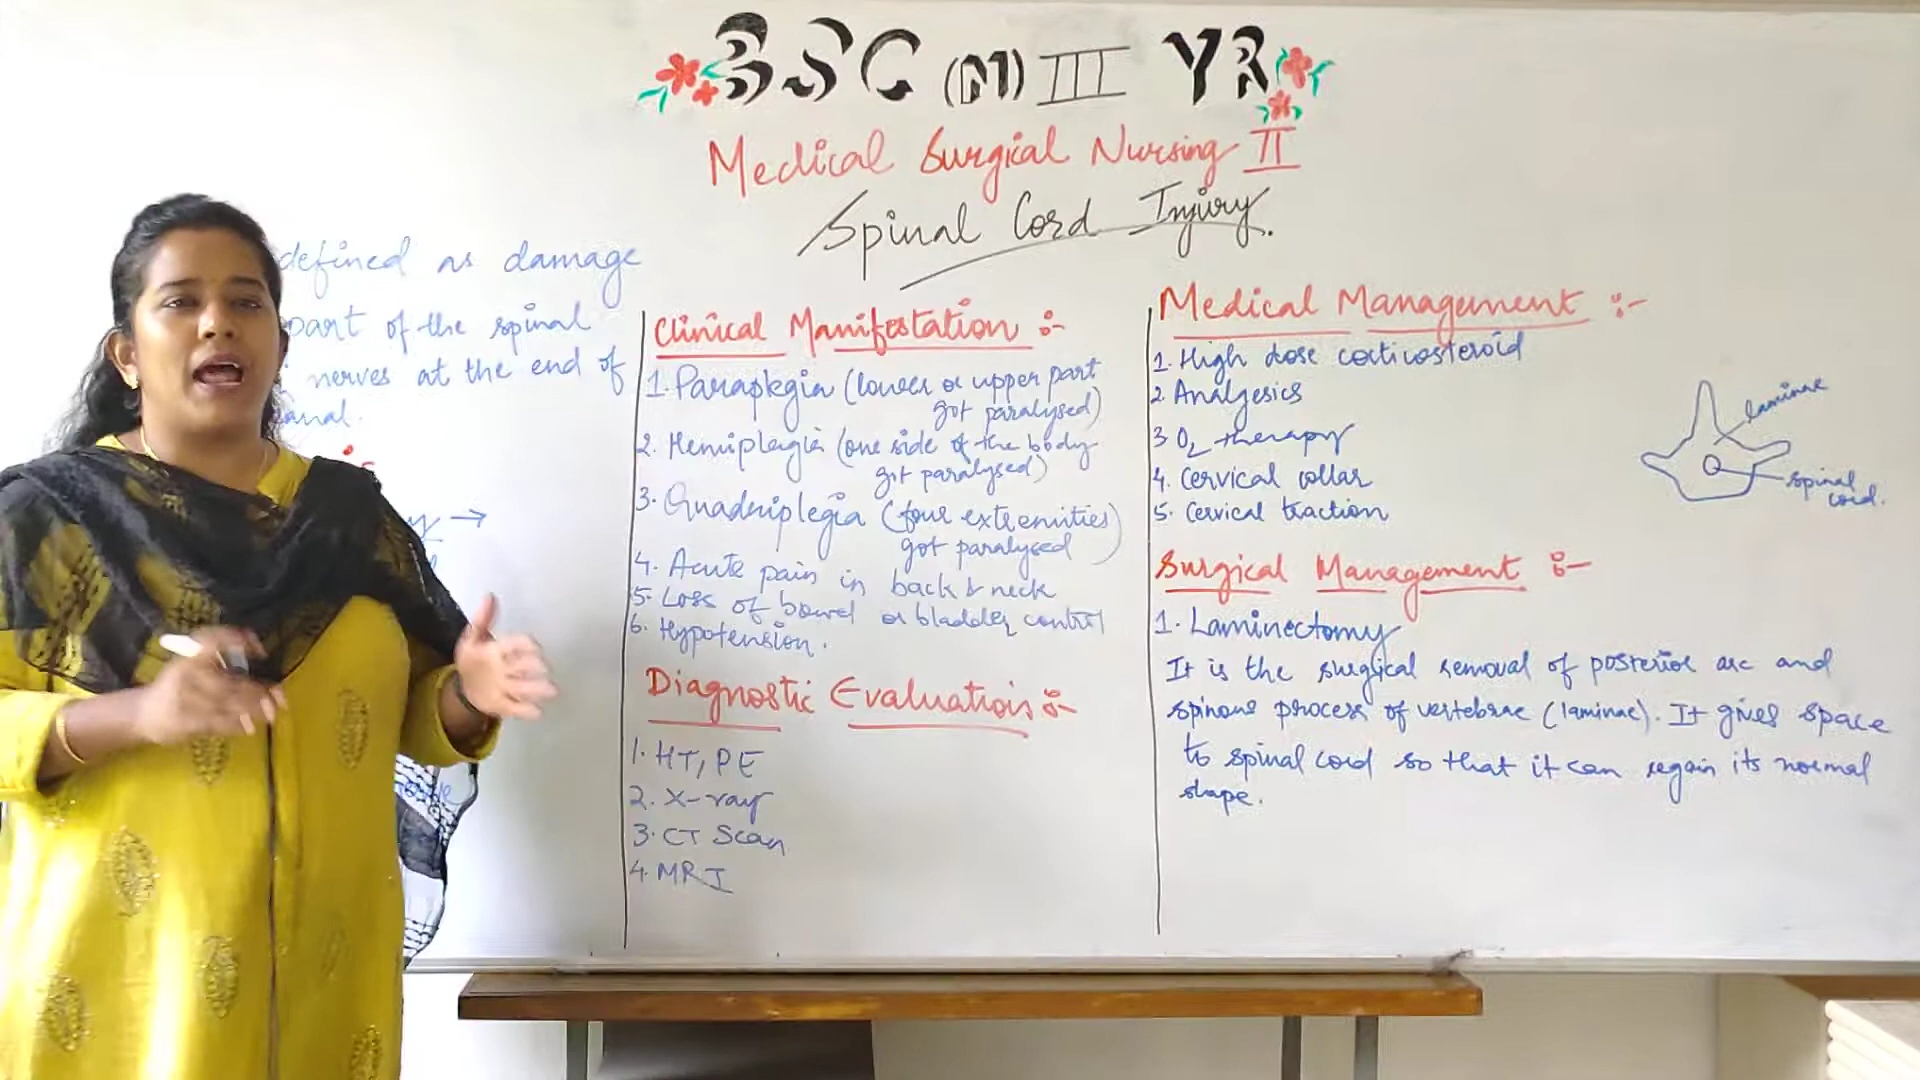 BSC (N) III YR
Medical Surgical Nursing II
Spinal Cord Injury.
defined as damage
part of the spinal
nerves at the end of
canal.
Clinical Manifestation :-
1. Paraplegia (lower or upper part
got paralysed)
2. Hemiplegia (one side of the body
got paralysed)
3. Quadriplegia (four extremities)
got paralysed
4. Acute pain in back & neck
5. Loss of bowel or bladder control
6. Hypotension.
Diagnostic Evaluation :-
1. HT, PE
2. X-ray
3. CT Scan
4. MRI
Medical Management :-
1. High dose corticosteroid
2. Analgesics
3 O2 therapy
4. Cervical collar
5. Cervical traction
laminae
spinal
cord.
Surgical Management :-
1. Laminectomy
It is the surgical removal of posterior arc and
spinous process of vertebrae (laminae). It gives space
to spinal cord so that it can regain its normal
shape.